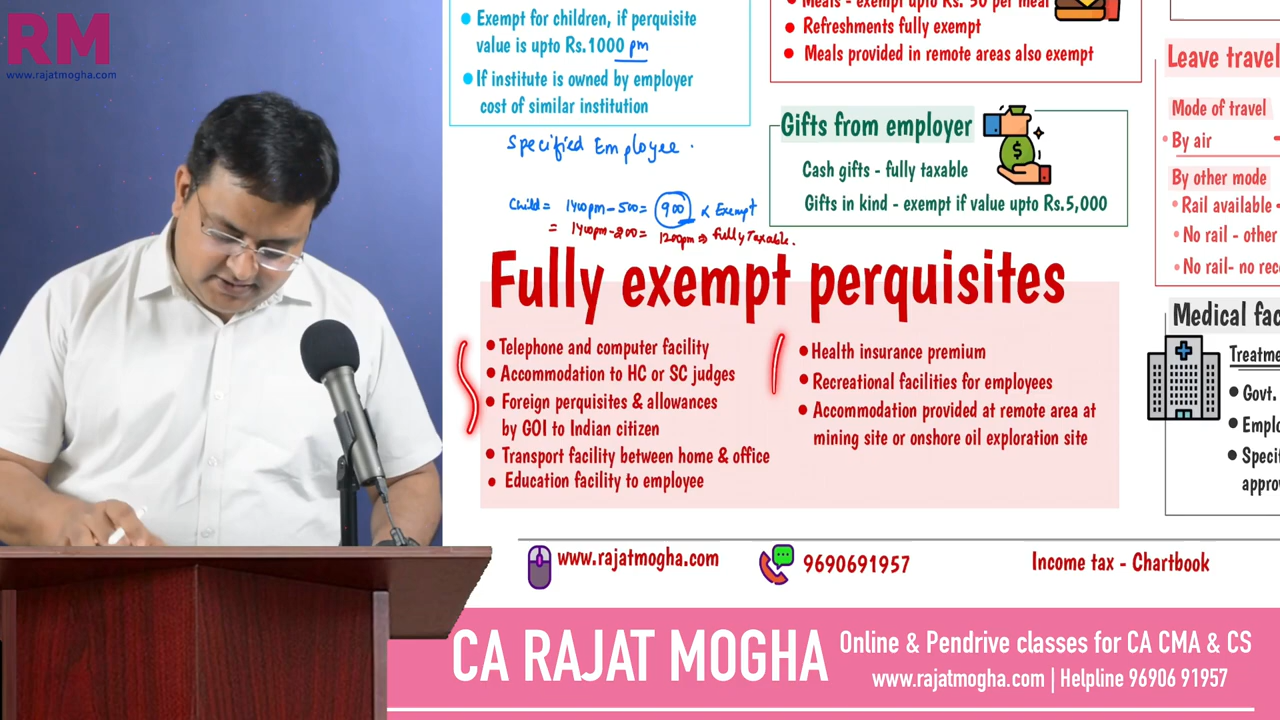 RM
www.rajatmogha.com
Exempt for children, if perquisite
value is upto Rs.1000 pm
If institute is owned by employer
cost of similar institution
Specified Employee.
Child = 1400pm-500= 900 Exempt
= 1400pm-200= 1200pm ⇒ fully Taxable.
Meals - exempt upto Rs. 50 per meal
Refreshments fully exempt
Meals provided in remote areas also exempt
Gifts from employer
Cash gifts - fully taxable
Gifts in kind - exempt if value upto Rs.5,000
Leave travel
Mode of travel
By air
By other mode
Rail available -
No rail - other
No rail- no rec
Medical fac
Treatme
Govt.
Emplo
Specif
approv
Fully exempt perquisites
Telephone and computer facility
Accommodation to HC or SC judges
Foreign perquisites & allowances
by GOI to Indian citizen
Transport facility between home & office
Education facility to employee
Health insurance premium
Recreational facilities for employees
Accommodation provided at remote area at
mining site or onshore oil exploration site
www.rajatmogha.com
9690691957
Income tax - Chartbook
CA RAJAT MOGHA
Online & Pendrive classes for CA CMA & CS
www.rajatmogha.com | Helpline 96906 91957